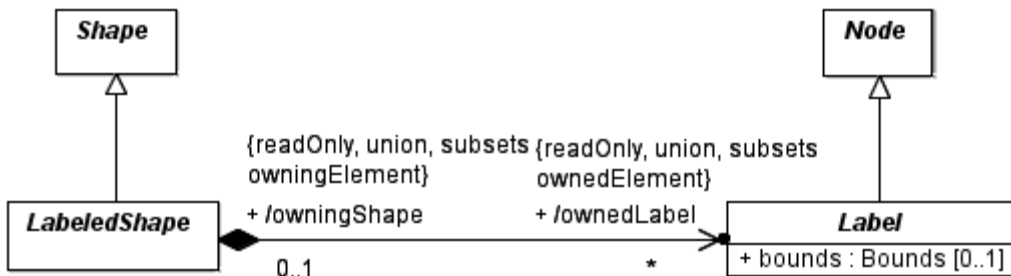 Shape
Node
{readOnly, union, subsets
owningElement}
{readOnly, union, subsets
ownedElement}
LabeledShape
+ /owningShape
+ /ownedLabel
Label
+ bounds : Bounds [0..1]
0..1
*